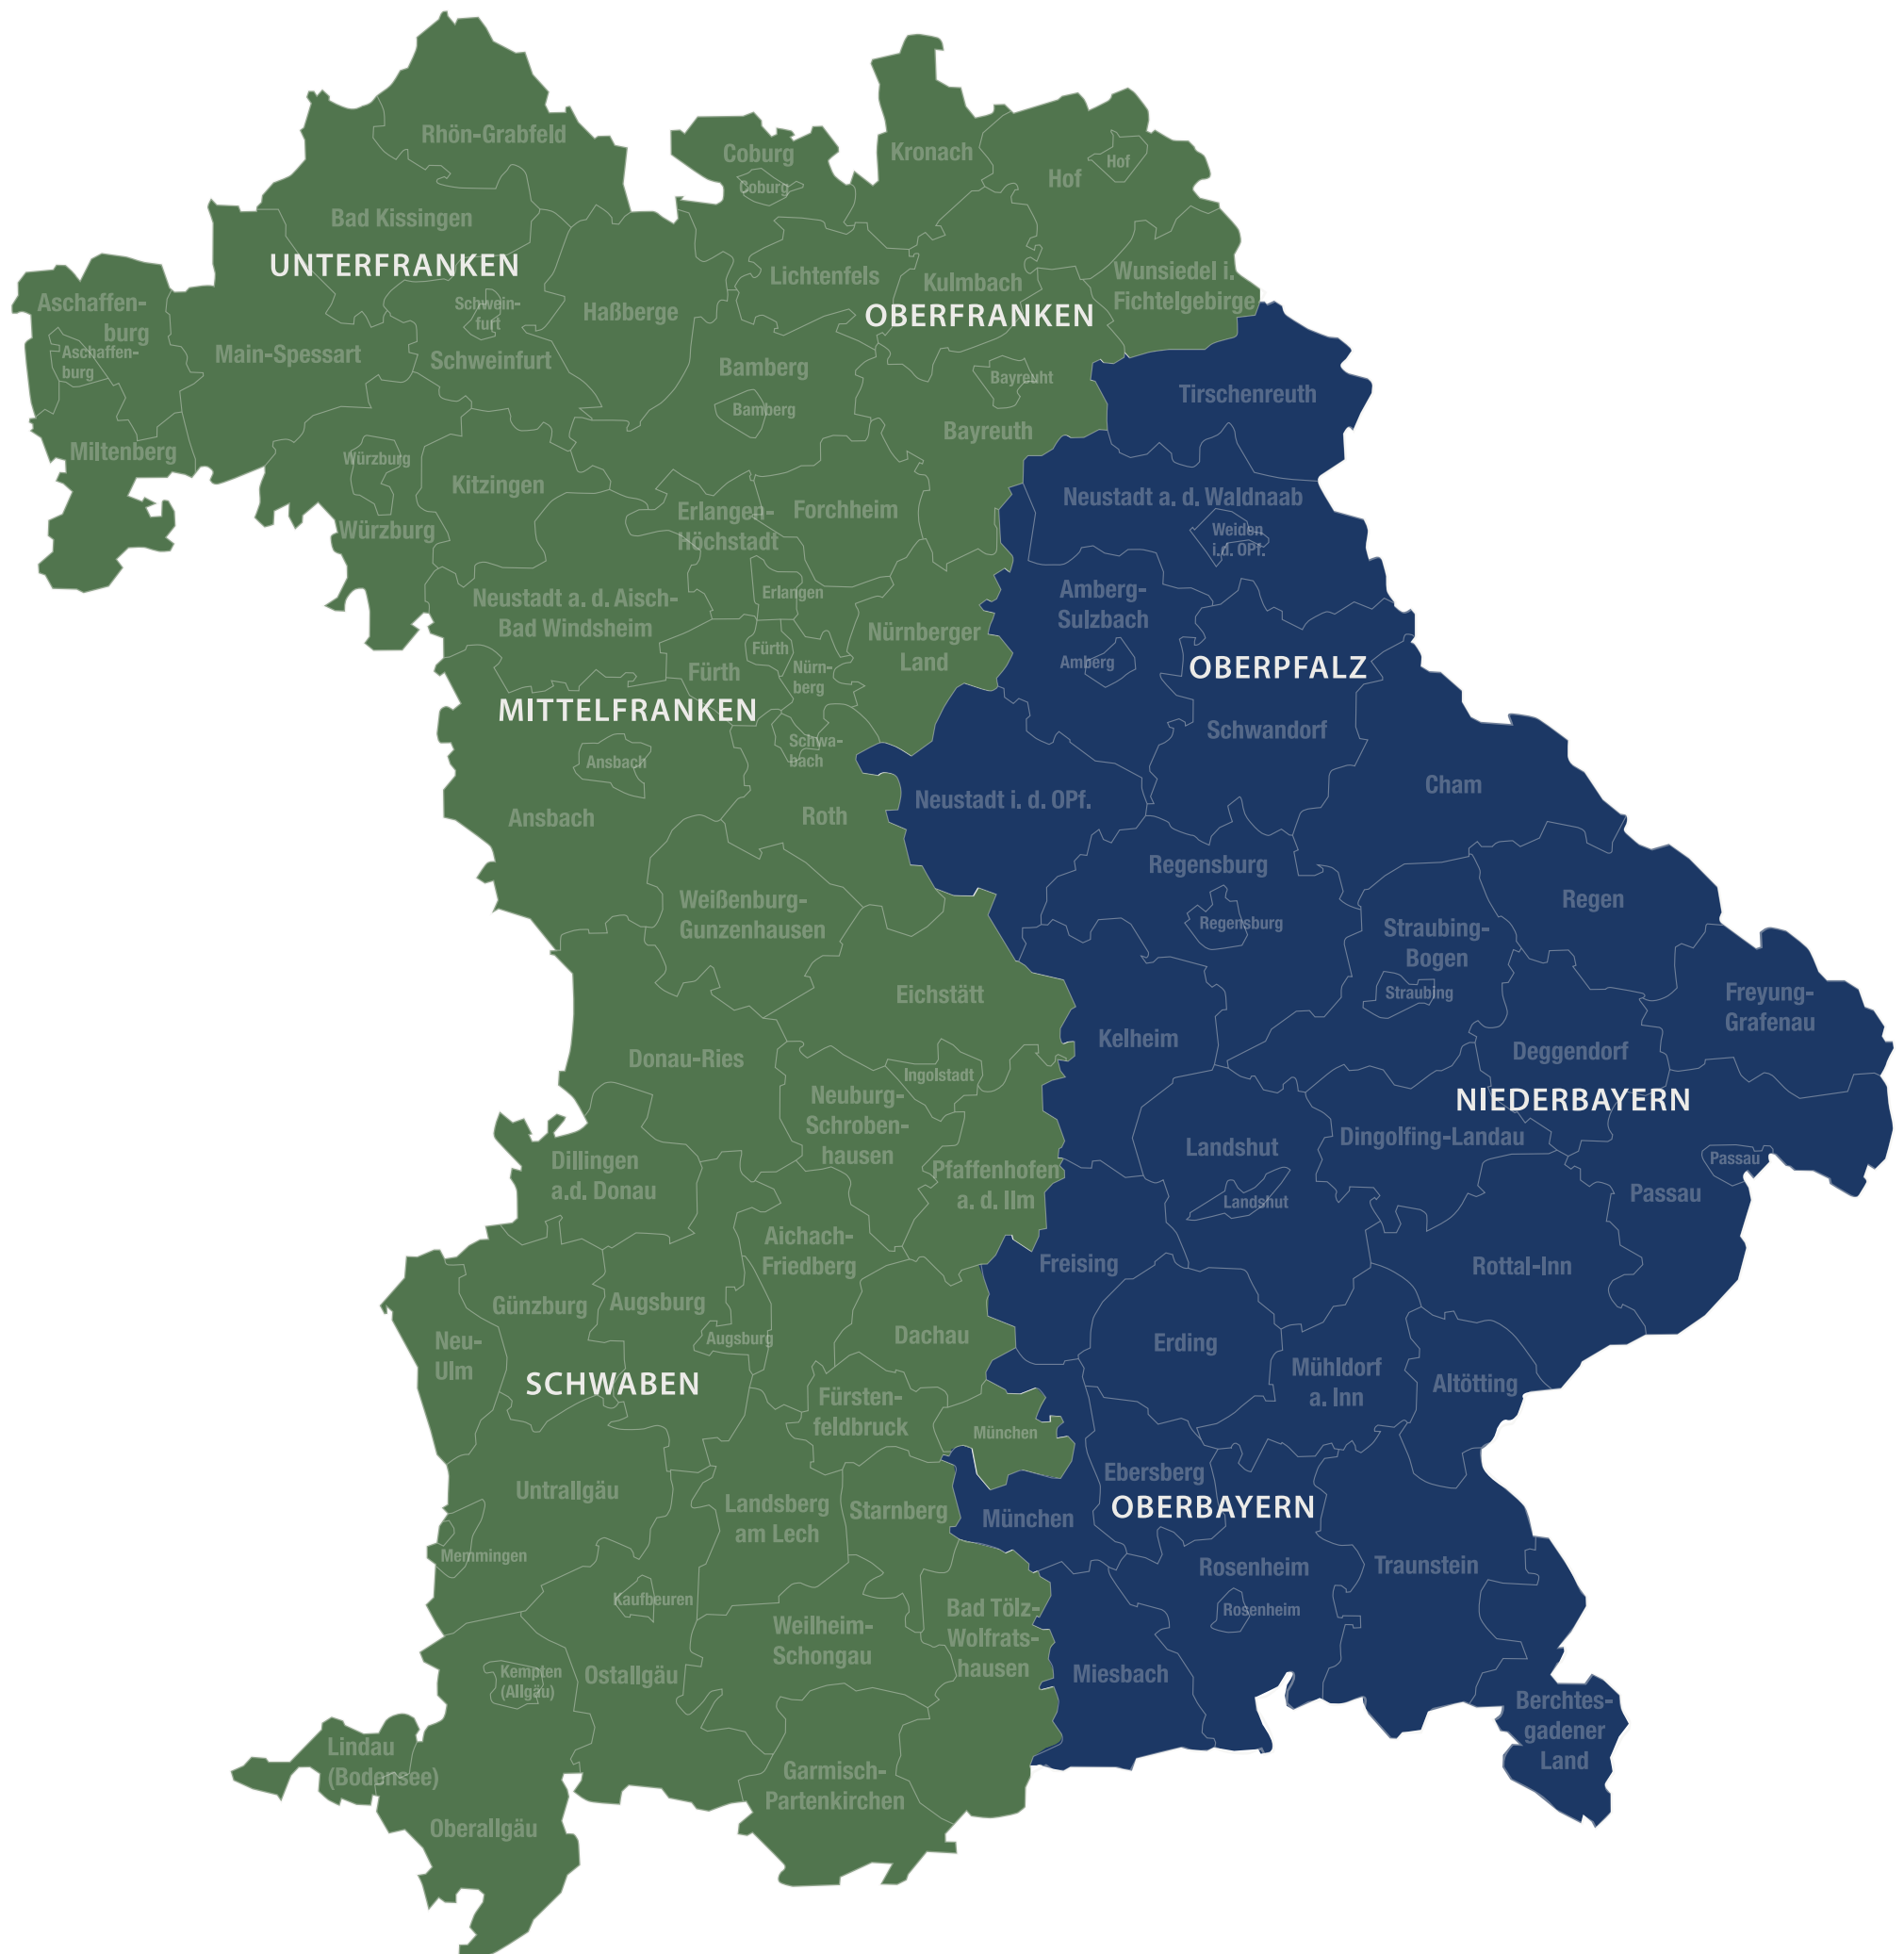 Rhön-Grabfeld
Bad Kissingen
UNTERFRANKEN
Aschaffen-
burg
Aschaffen-
burg
Main-Spessart
Miltenberg
Schwein-
furt
Schweinfurt
Haßberge
Würzburg
Würzburg
Kitzingen
Coburg
Coburg
Kronach
Hof
Hof
Lichtenfels
Kulmbach
Wunsiedel i.
Fichtelgebirge
OBERFRANKEN
Bamberg
Bamberg
Bayreuht
Bayreuth
Forchheim
Erlangen-
Höchstadt
Erlangen
Neustadt a. d. Aisch-
Bad Windsheim
Fürth
Fürth
Nürn-
berg
Nürnberger
Land
MITTELFRANKEN
Ansbach
Ansbach
Schwa-
bach
Roth
Weißenburg-
Gunzenhausen
Tirschenreuth
Neustadt a. d. Waldnaab
Weiden
i.d. OPf.
Amberg-
Sulzbach
Amberg
OBERPFALZ
Schwandorf
Neustadt i. d. OPf.
Cham
Regensburg
Regensburg
Regen
Straubing-
Bogen
Straubing
Freyung-
Grafenau
Kelheim
Deggendorf
NIEDERBAYERN
Landshut
Landshut
Dingolfing-Landau
Passau
Passau
Rottal-Inn
Eichstätt
Ingolstadt
Neuburg-
Schroben-
hausen
Pfaffenhofen
a. d. Ilm
Donau-Ries
Dillingen
a.d. Donau
Aichach-
Friedberg
Günzburg
Augsburg
Augsburg
Neu-
Ulm
SCHWABEN
Dachau
Fürsten-
feldbruck
München
Freising
Erding
Mühldorf
a. Inn
Altötting
Untrallgäu
Memmingen
Landsberg
am Lech
Starnberg
München
Ebersberg
OBERBAYERN
Rosenheim
Rosenheim
Traunstein
Kaufbeuren
Ostallgäu
Kempten
(Allgäu)
Weilheim-
Schongau
Bad Tölz-
Wolfrats-
hausen
Miesbach
Berchtes-
gadener
Land
Lindau
(Bodensee)
Oberallgäu
Garmisch-
Partenkirchen